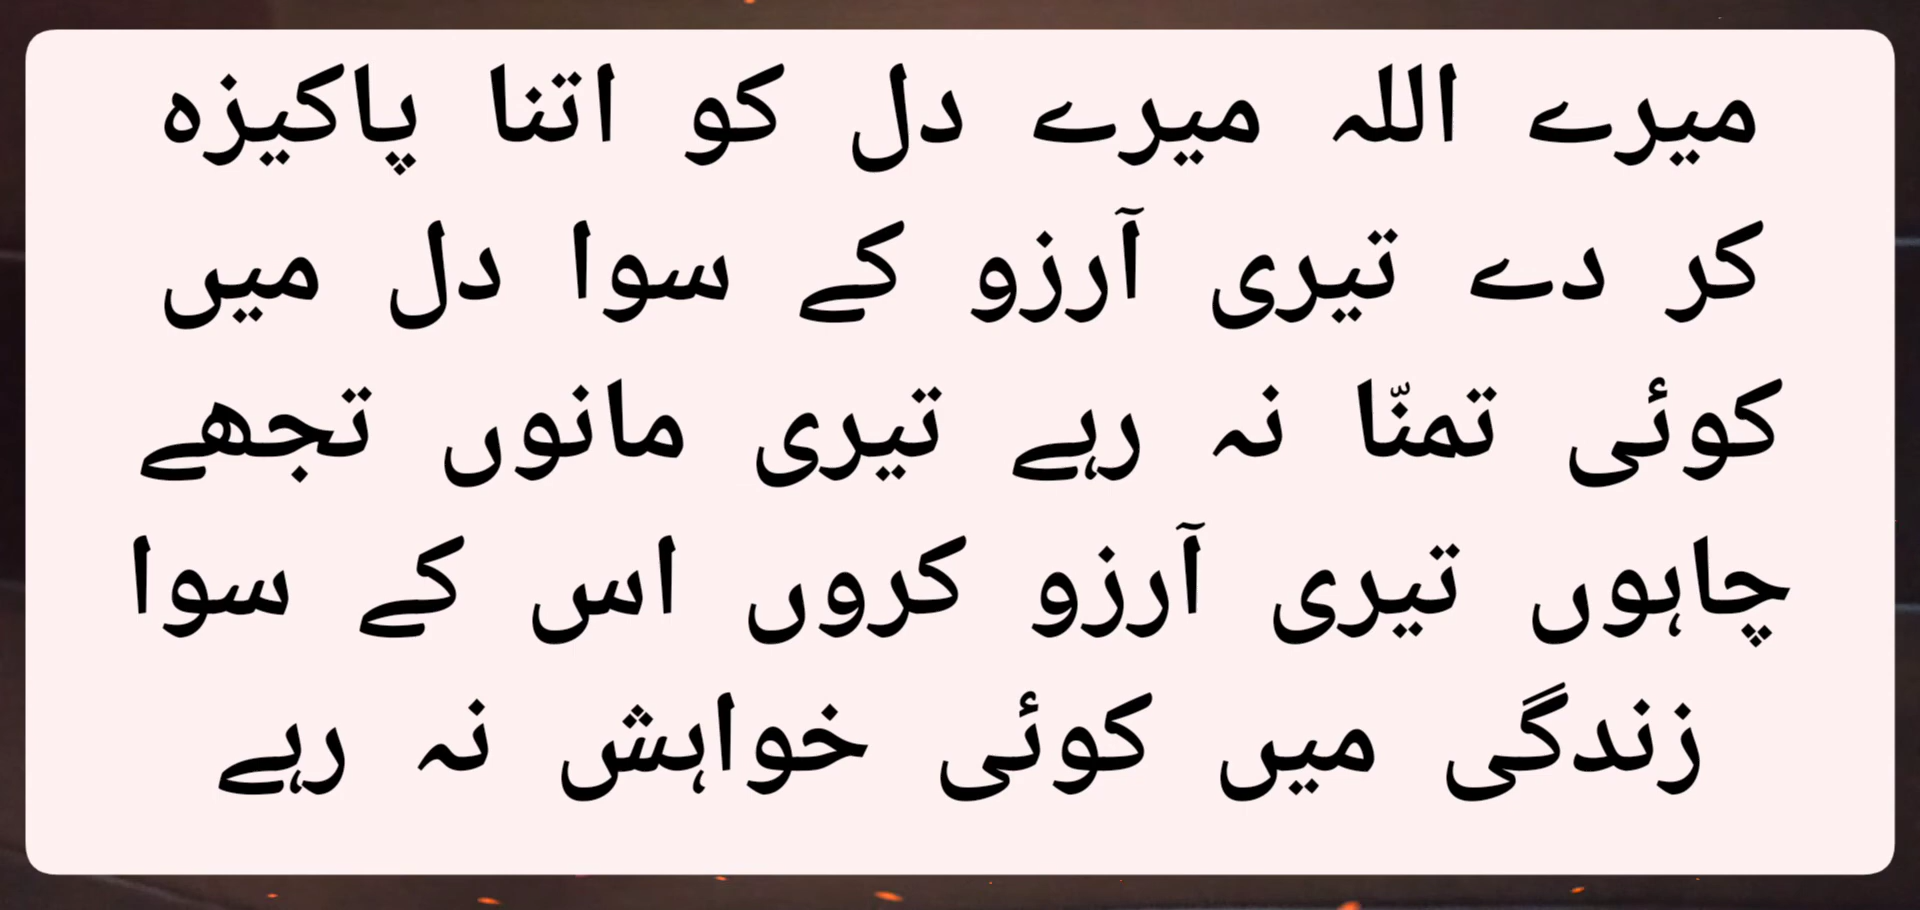 میرے اللہ میرے دل کو اتنا پاکیزہ
کر دے تیری آرزو کے سوا دل میں
کوئی تمنّا نہ رہے تیری مانوں تجھے
چاہوں تیری آرزو کروں اس کے سوا
زندگی میں کوئی خواہش نہ رہے